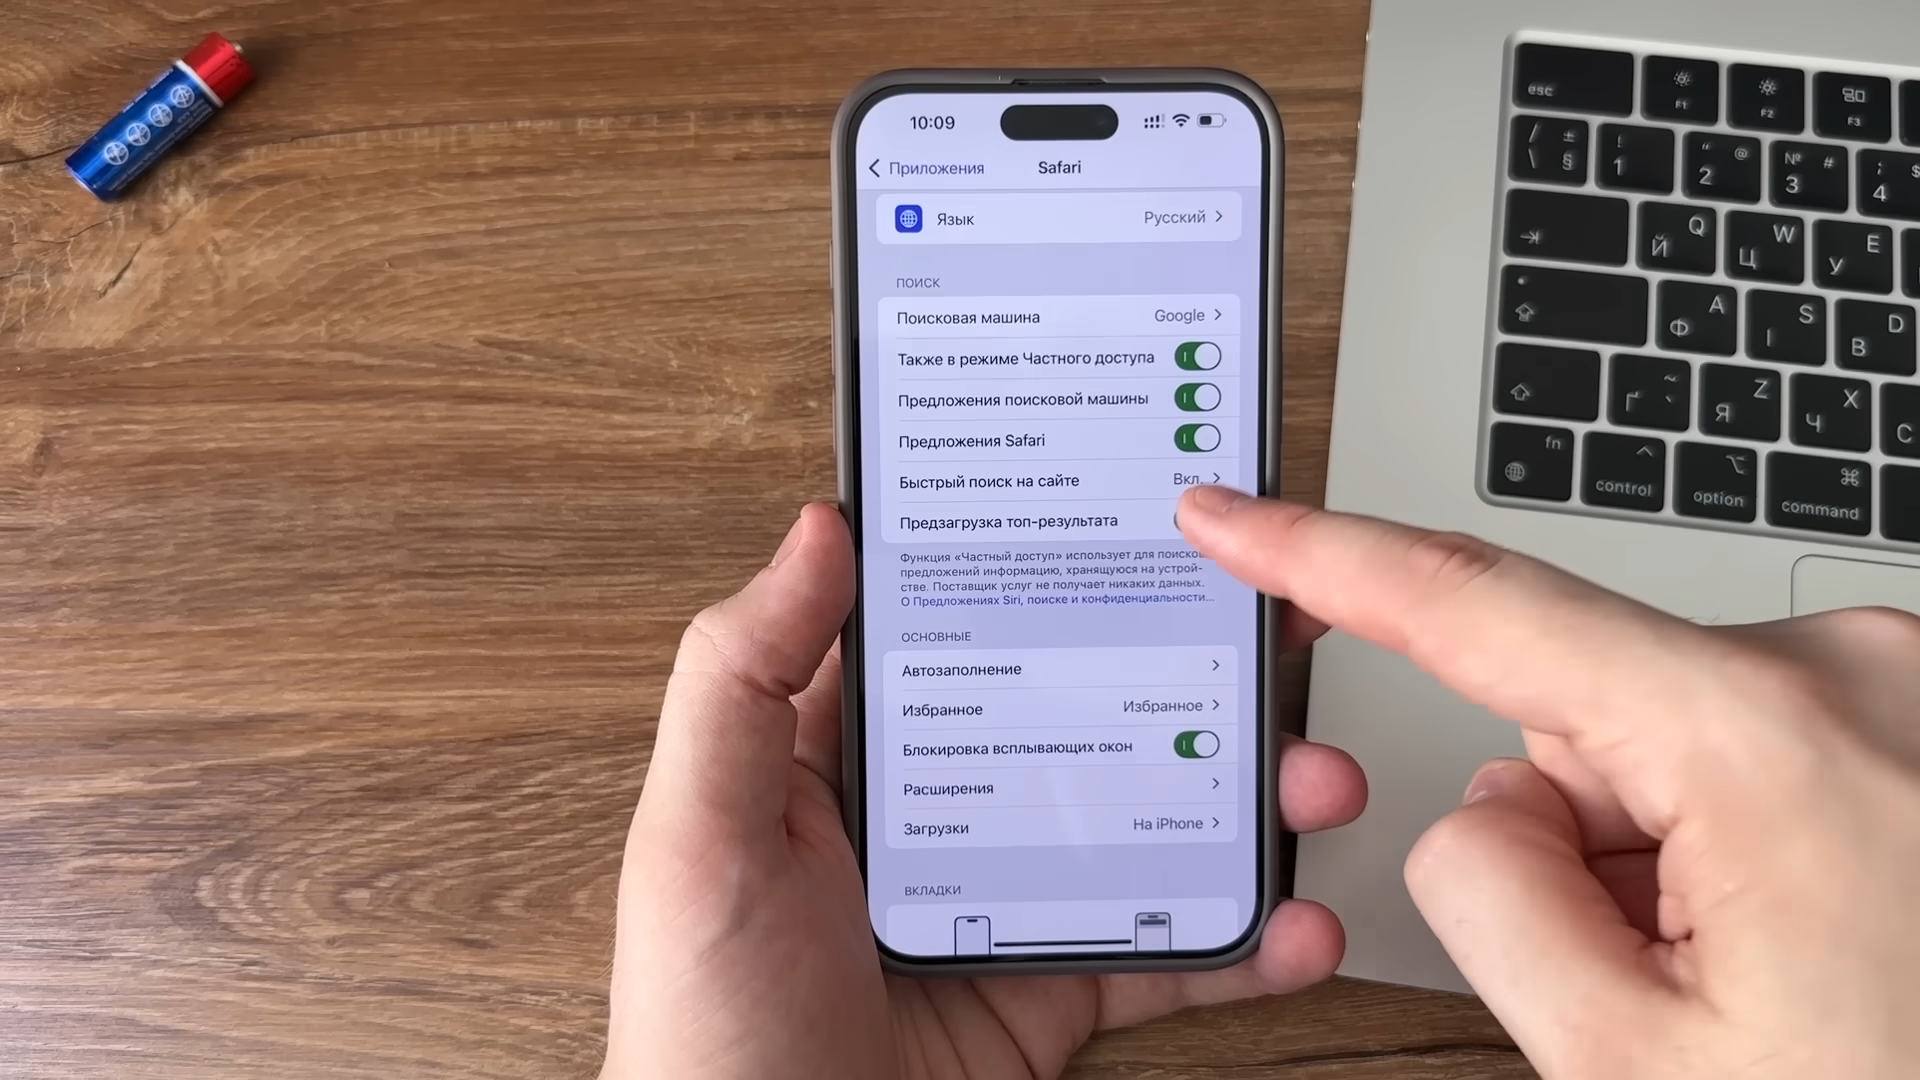 10:09
Приложения
Safari
Язык
Русский
ПОИСК
Поисковая машина
Google
Также в режиме Частного доступа
Предложения поисковой машины
Предложения Safari
Быстрый поиск на сайте
Вкл.
Предзагрузка топ-результата
Функция «Частный доступ» использует для
предложений информацию, хранящуюся на устрой-
стве. Поставщик услуг не получает никаких данных.
О Предложениях Siri, поиске и конфиденциальности...
ОСНОВНЫЕ
Автозаполнение
Избранное
Избранное
Блокировка всплывающих окон
Расширения
Загрузки
На iPhone
ВКЛАДКИ
esc
F1
F2
F3
/ ±
\ §
!
1
" @
2
№ #
3
; $
4
Q
Й
W
Ц
E
У
A
Ф
S
І
D
В
Ґ
~ `
Z
Я
X
Ч
С
fn
control
option
command